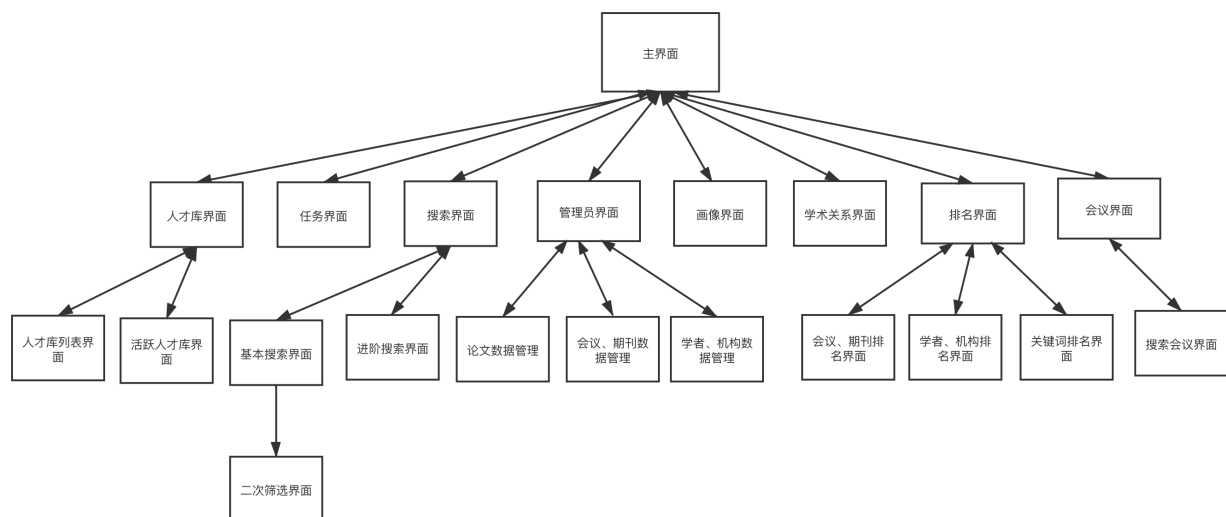 主界面
人才库界面
任务界面
搜索界面
管理员界面
画像界面
学术关系界面
排名界面
会议界面
人才库列表界
面
活跃人才库界
面
基本搜索界面
进阶搜索界面
论文数据管理
会议、期刊数
据管理
学者、机构数
据管理
会议、期刊排
名界面
学者、机构排
名界面
关键词排名界
面
搜索会议界面
二次筛选界面